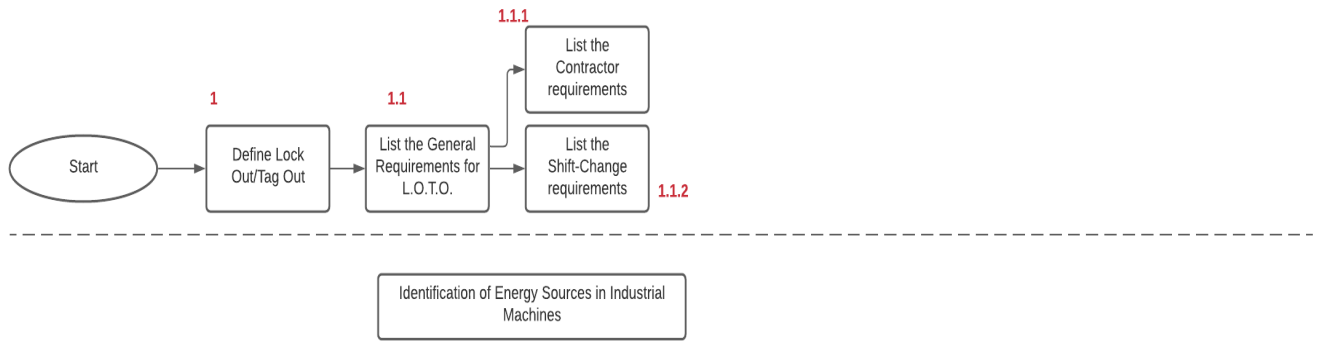 1.1.1
List the
Contractor
requirements
1
1.1
Start
Define Lock
Out/Tag Out
List the General
Requirements for
L.O.T.O.
List the
Shift-Change
requirements
1.1.2
Identification of Energy Sources in Industrial
Machines